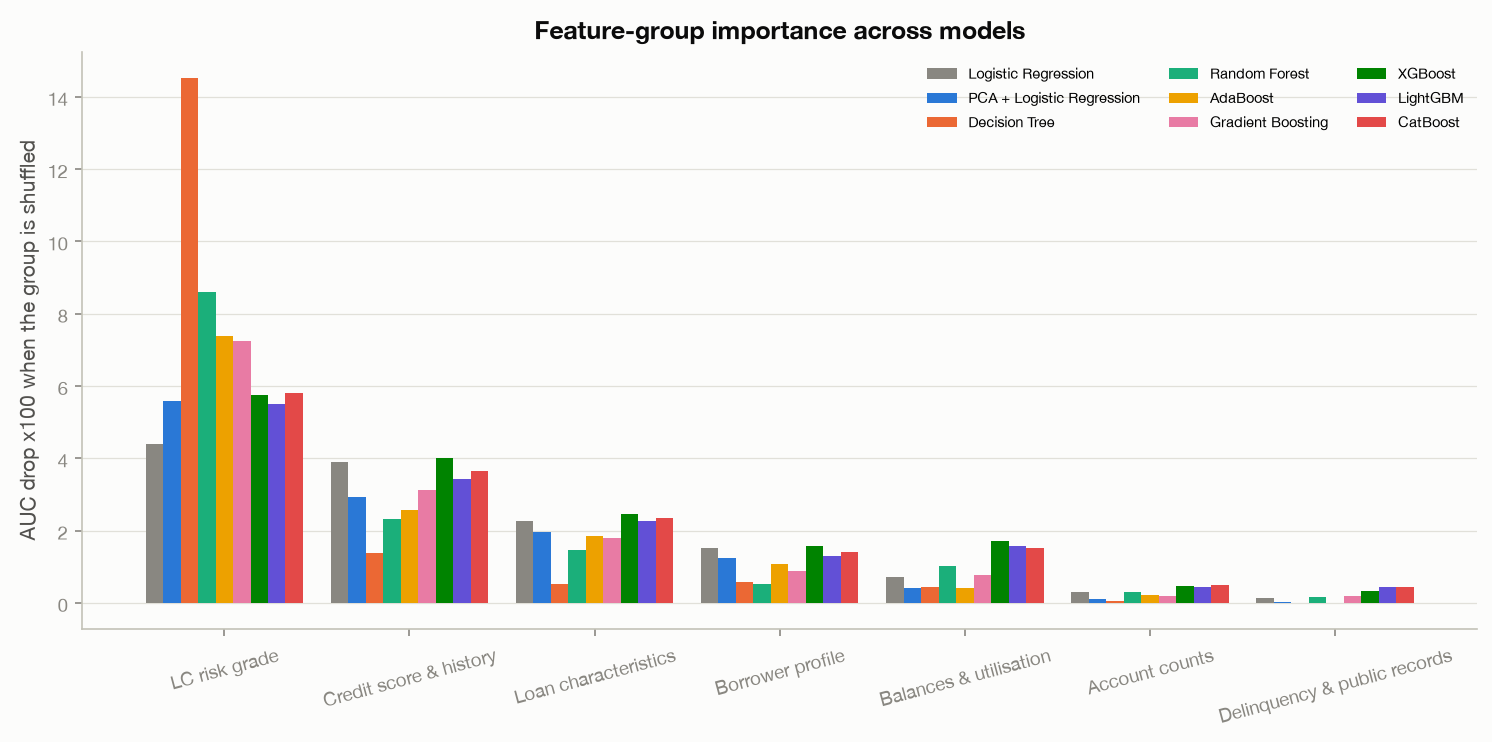 Feature-group importance across models
AUC drop x100 when the group is shuffled
14
12
10
8
6
4
2
0
Logistic Regression
PCA + Logistic Regression
Decision Tree
Random Forest
AdaBoost
Gradient Boosting
XGBoost
LightGBM
CatBoost
LC risk grade
Credit score & history
Loan characteristics
Borrower profile
Balances & utilisation
Account counts
Delinquency & public records